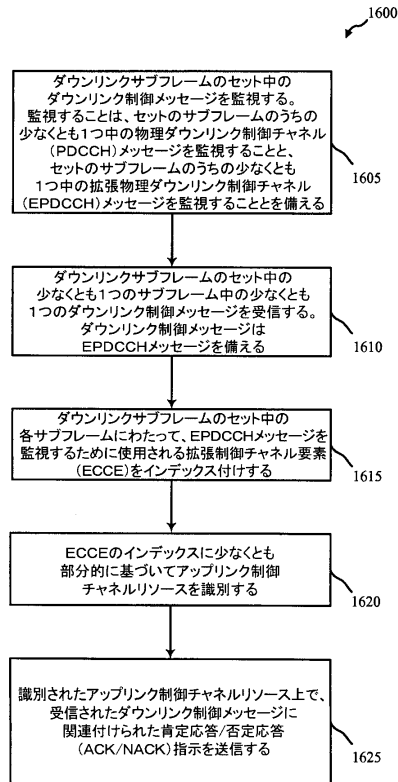 1600
ダウンリンクサブフレームのセット中の
ダウンリンク制御メッセージを監視する。
監視することは、セットのサブフレームのうちの
少なくとも1つ中の物理ダウンリンク制御チャネル
(PDCCH)メッセージを監視することと、
セットのサブフレームのうちの少なくとも
1つ中の拡張物理ダウンリンク制御チャネル
(EPDCCH)メッセージを監視することとを備える
1605
ダウンリンクサブフレームのセット中の
少なくとも1つのサブフレーム中の少なくとも
1つのダウンリンク制御メッセージを受信する。
ダウンリンク制御メッセージは
EPDCCHメッセージを備える
1610
ダウンリンクサブフレームのセット中の
各サブフレームにわたって、EPDCCHメッセージを
監視するために使用される拡張制御チャネル要素
(ECCE)をインデックス付けする
1615
ECCEのインデックスに少なくとも
部分的に基づいてアップリンク制御
チャネルリソースを識別する
1620
識別されたアップリンク制御チャネルリソース上で、
受信されたダウンリンク制御メッセージに
関連付けられた肯定応答/否定応答
(ACK/NACK)指示を送信する
1625